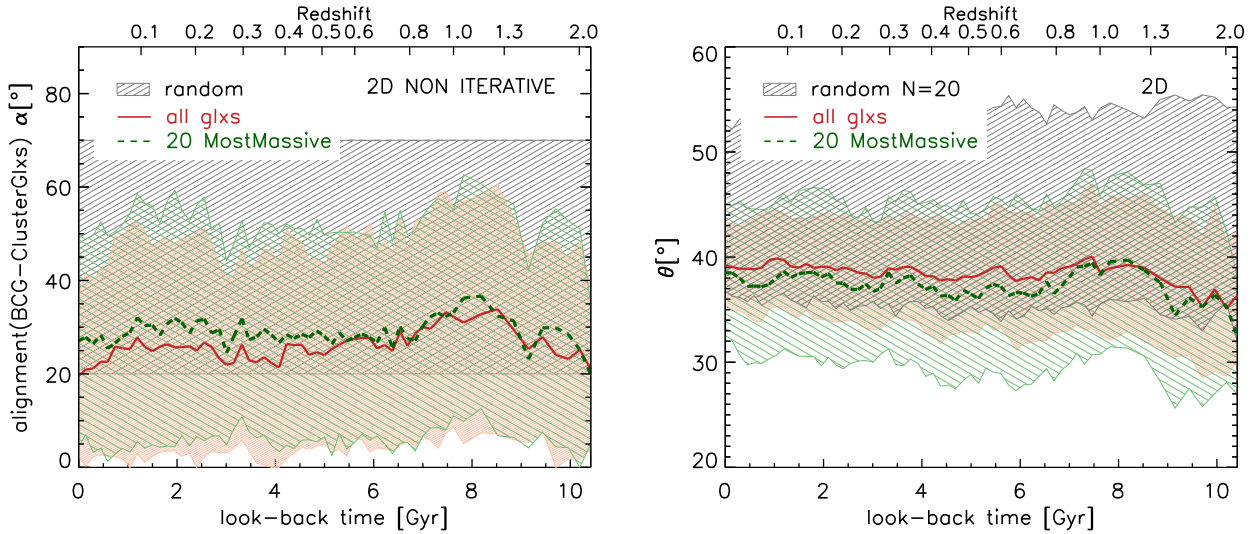 Redshift
0.1 0.2 0.3 0.4 0.5 0.6 0.8 1.0 1.3 2.0
random
2D NON ITERATIVE
all glxs
20 MostMassive
alignment(BCG-ClusterGlxs) α[°]
80
60
40
20
0
0 2 4 6 8 10
look-back time [Gyr]
Redshift
0.1 0.2 0.3 0.4 0.5 0.6 0.8 1.0 1.3 2.0
random N=20
2D
all glxs
20 MostMassive
θ[°]
60
50
40
30
20
0 2 4 6 8 10
look-back time [Gyr]